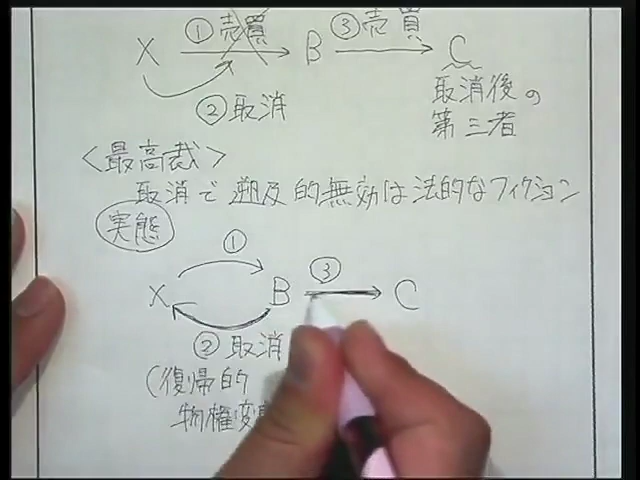 ①売買 ③売買
X B C
②取消
取消後の
第三者
<最高裁>
取消で遡及的無効は法的なフィクション
実態
① ③
X B C
②取消
(復帰的
物権変